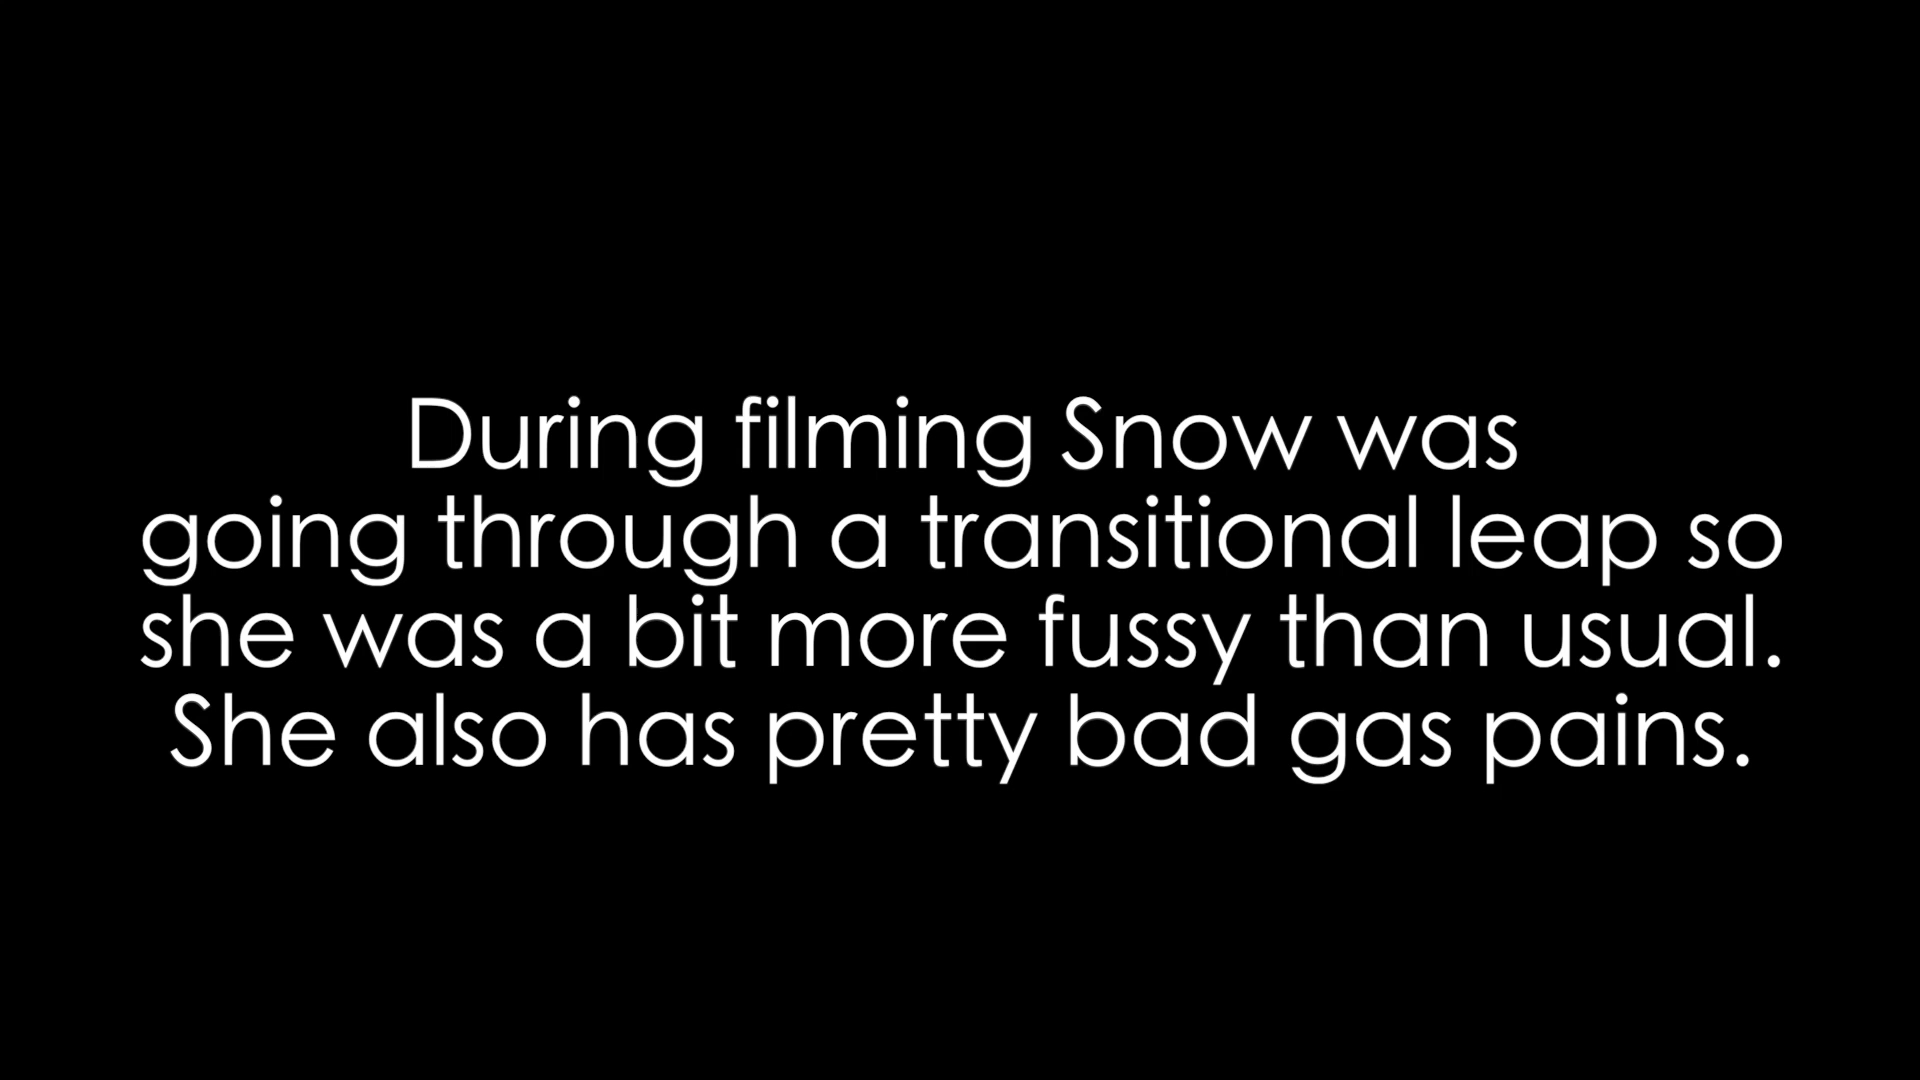 During filming Snow was
going through a transitional leap so
she was a bit more fussy than usual.
She also has pretty bad gas pains.